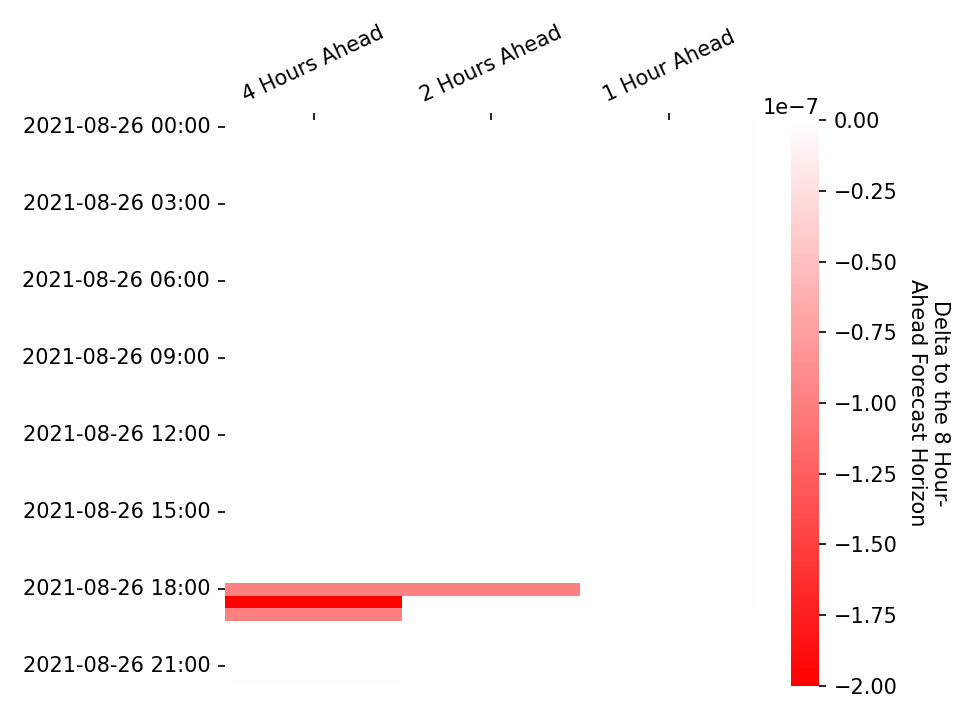 4 Hours Ahead
2 Hours Ahead
1 Hour Ahead
2021-08-26 00:00
2021-08-26 03:00
2021-08-26 06:00
2021-08-26 09:00
2021-08-26 12:00
2021-08-26 15:00
2021-08-26 18:00
2021-08-26 21:00
1e−7
0.00
−0.25
−0.50
−0.75
−1.00
−1.25
−1.50
−1.75
−2.00
Delta to the 8 Hour-
Ahead Forecast Horizon